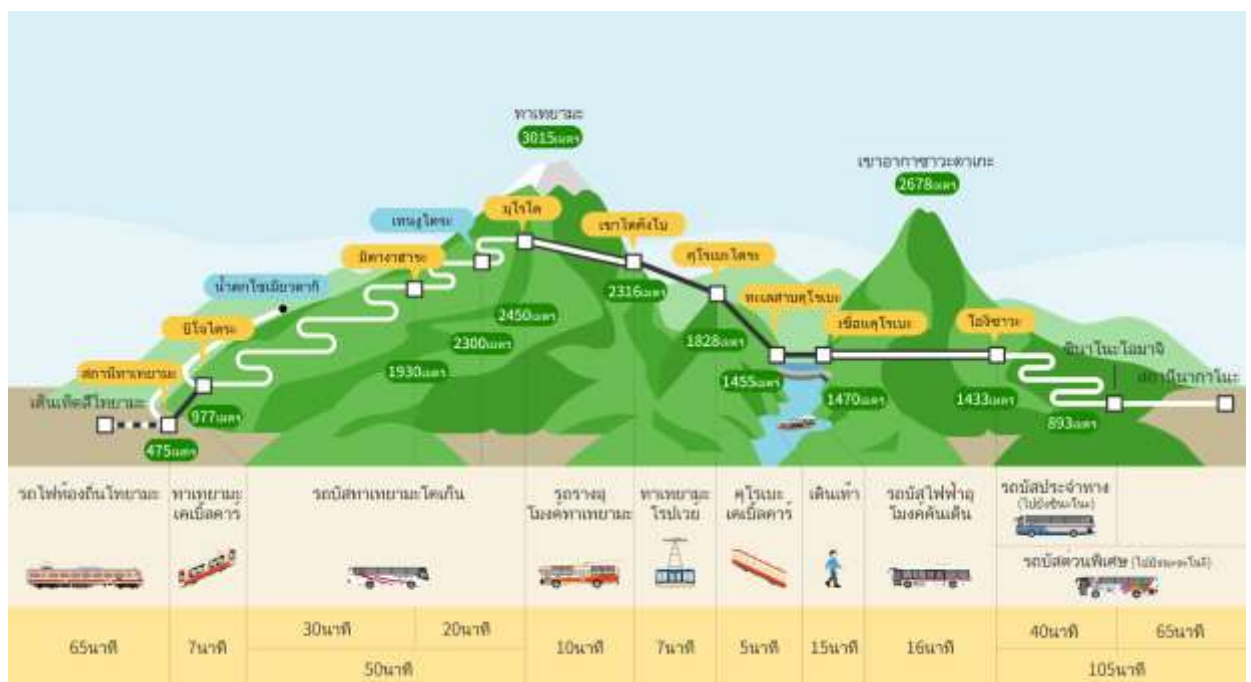 ทาเทยามะ
3015เมตร
เขาอากาซาวะดาเกะ
2678เมตร
มุโรโด
เทนงูไดระ
เขาไดคังโบ
มิดางาฮาระ
คุโรเบะไดระ
น้ำตกโชเมียวดากิ
2316เมตร
ทะเลสาบคุโรเบะ
2450เมตร
บิโจไดระ
1828เมตร
เขื่อนคุโรเบะ
โอกิซาวะ
2300เมตร
ชินาโนะโอมาจิ
สถานีทาเทยามะ
1930เมตร
1455เมตร
สถานีนากาโนะ
เด็นเท็ตสึโทยามะ
977เมตร
1470เมตร
1433เมตร
893เมตร
475เมตร
รถไฟท้องถิ่นโทยามะ
ทาเทยามะ
เคเบิ้ลคาร์
รถบัสทาเทยามะโคเก็น
รถรางอุ
โมงค์ทาเทยามะ
ทาเทยามะ
โรปเวย์
คุโรเบะ
เคเบิ้ลคาร์
เดินเท้า
รถบัสไฟฟ้าอุ
โมงค์คันเด็น
รถบัสประจำทาง
(ไปยังชินะโนะ)
รถบัสด่วนพิเศษ
65นาที
7นาที
30นาที
20นาที
50นาที
10นาที
7นาที
5นาที
15นาที
16นาที
40นาที
65นาที
105นาที